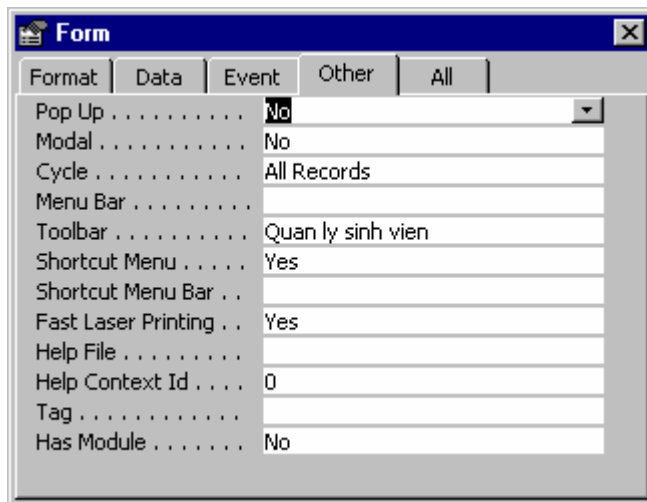 Form
Format Data Event Other All
Pop Up . . . . . . . . . . No
Modal . . . . . . . . . . . No
Cycle . . . . . . . . . . . All Records
Menu Bar . . . . . . . . .
Toolbar . . . . . . . . . . Quan ly sinh vien
Shortcut Menu . . . . . Yes
Shortcut Menu Bar . .
Fast Laser Printing . . Yes
Help File . . . . . . . . .
Help Context Id . . . . 0
Tag . . . . . . . . . . . .
Has Module . . . . . . . No